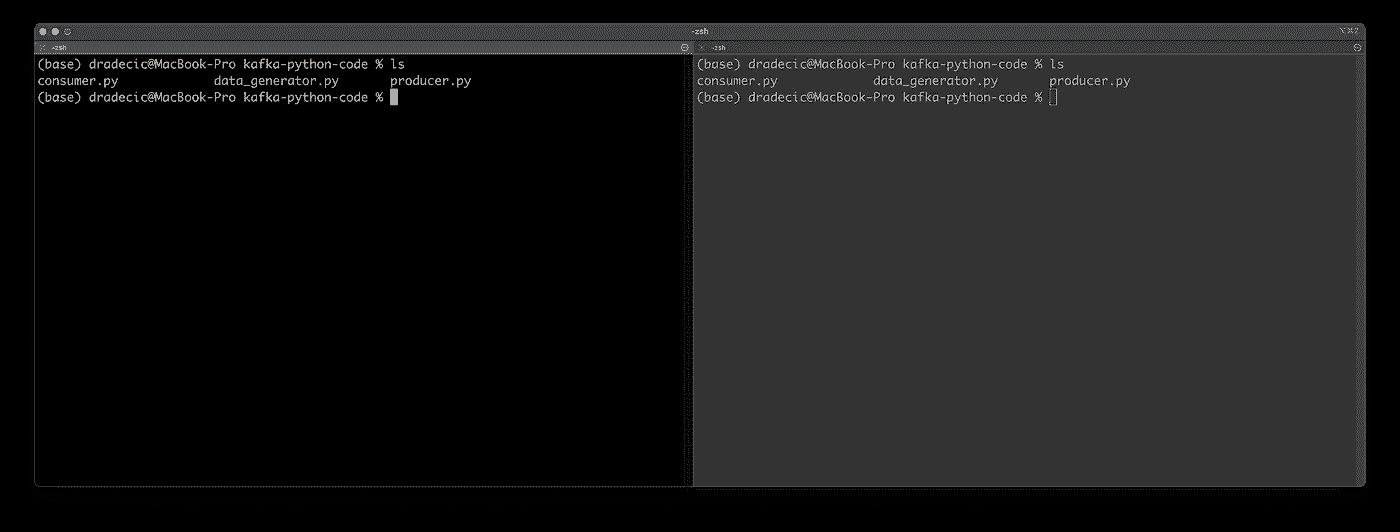 -zsh
⌥⌘2
-zsh
(base) dradecic@MacBook-Pro kafka-python-code % ls
consumer.py data_generator.py producer.py
(base) dradecic@MacBook-Pro kafka-python-code %
-zsh
(base) dradecic@MacBook-Pro kafka-python-code % ls
consumer.py data_generator.py producer.py
(base) dradecic@MacBook-Pro kafka-python-code %